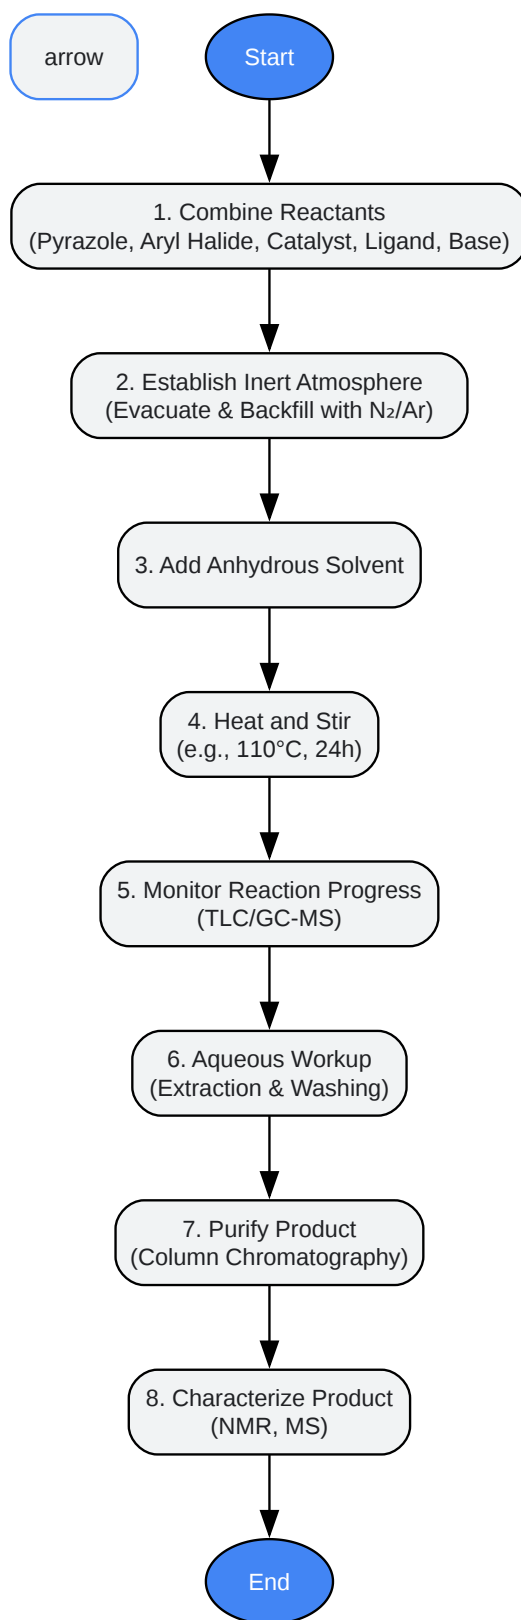 arrow
Start
1. Combine Reactants
(Pyrazole, Aryl Halide, Catalyst, Ligand, Base)
2. Establish Inert Atmosphere
(Evacuate & Backfill with N₂/Ar)
3. Add Anhydrous Solvent
4. Heat and Stir
(e.g., 110°C, 24h)
5. Monitor Reaction Progress
(TLC/GC-MS)
6. Aqueous Workup
(Extraction & Washing)
7. Purify Product
(Column Chromatography)
8. Characterize Product
(NMR, MS)
End